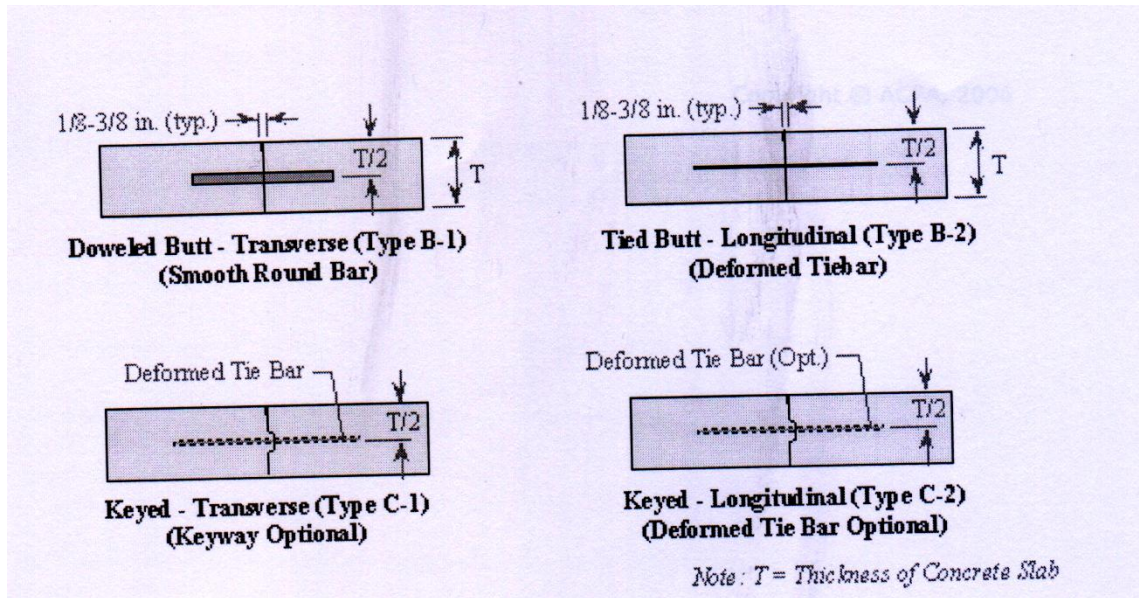 Copyright © ACPA, 2006
1/8-3/8 in. (typ.)
T/2
T
Doweled Butt - Transverse (Type B-1)
(Smooth Round Bar)
1/8-3/8 in. (typ.)
T/2
T
Tied Butt - Longitudinal (Type B-2)
(Deformed Tiebar)
Deformed Tie Bar
T/2
Keyed - Transverse (Type C-1)
(Keyway Optional)
Deformed Tie Bar (Opt.)
T/2
Keyed - Longitudinal (Type C-2)
(Deformed Tie Bar Optional)
Note: T = Thickness of Concrete Slab